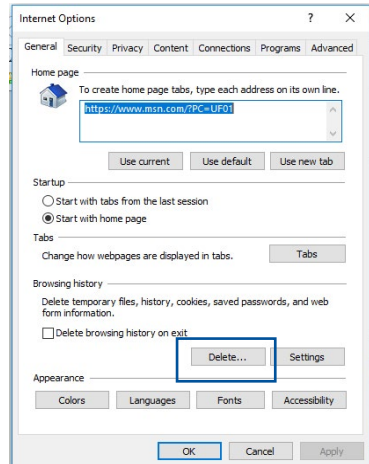 Internet Options ? ×
General Security Privacy Content Connections Programs Advanced
Home page
To create home page tabs, type each address on its own line.
https://www.msn.com/?PC=UF01
Use current Use default Use new tab
Startup
Start with tabs from the last session
Start with home page
Tabs
Change how webpages are displayed in tabs. Tabs
Browsing history
Delete temporary files, history, cookies, saved passwords, and web
form information.
Delete browsing history on exit
Delete... Settings
Appearance
Colors Languages Fonts Accessibility
OK Cancel Apply